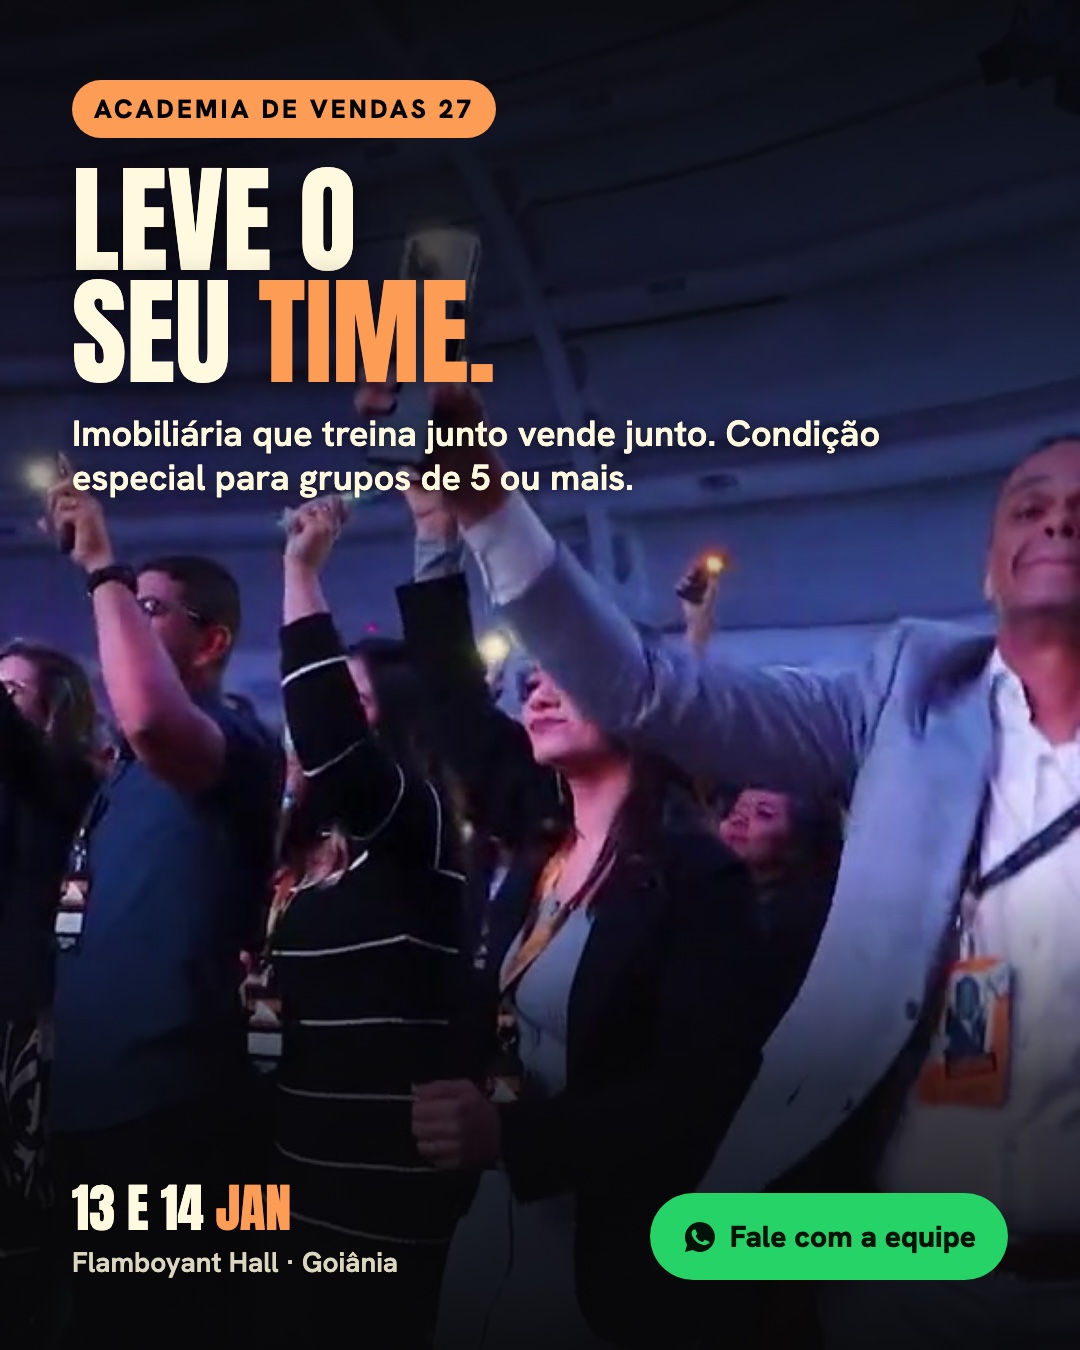 ACADEMIA DE VENDAS 27
LEVE O
SEU TIME.
Imobiliária que treina junto vende junto. Condição
especial para grupos de 5 ou mais.
13 E 14 JAN
Flamboyant Hall · Goiânia
Fale com a equipe